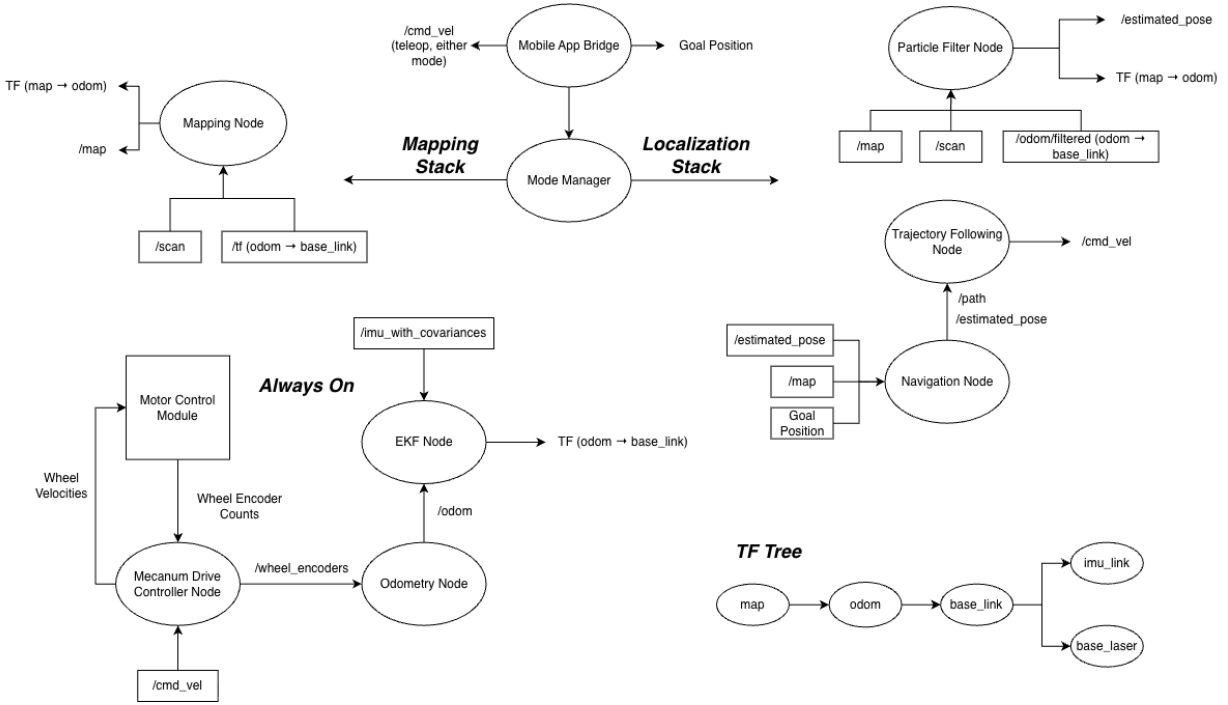 /cmd_vel
(teleop, either
mode)
Mobile App Bridge
Goal Position
Particle Filter Node
/estimated_pose
TF (map → odom)
TF (map → odom)
/map
Mapping Node
/scan
/tf (odom → base_link)
Mapping
Stack
Mode Manager
Localization
Stack
/map
/scan
/odom/filtered (odom →
base_link)
Trajectory Following
Node
/cmd_vel
/path
/estimated_pose
/estimated_pose
/map
Goal
Position
Navigation Node
/imu_with_covariances
Always On
Motor Control
Module
EKF Node
TF (odom → base_link)
Wheel
Velocities
Wheel Encoder
Counts
/odom
Mecanum Drive
Controller Node
/wheel_encoders
Odometry Node
/cmd_vel
TF Tree
map
odom
base_link
imu_link
base_laser